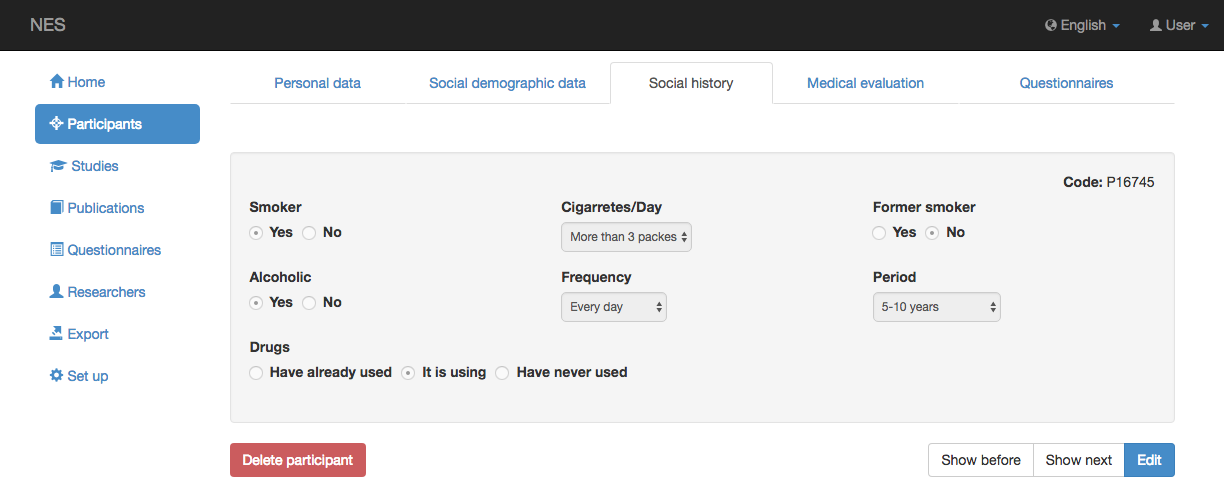 NES
English
User
Home
Participants
Studies
Publications
Questionnaires
Researchers
Export
Set up
Personal data
Social demographic data
Social history
Medical evaluation
Questionnaires
Code: P16745
Smoker
Yes No
Cigarretes/Day
More than 3 packes
Former smoker
Yes No
Alcoholic
Yes No
Frequency
Every day
Period
5-10 years
Drugs
Have already used It is using Have never used
Delete participant
Show before
Show next
Edit